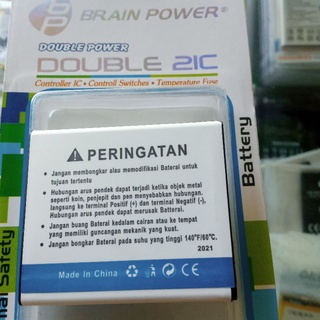 BP BRAIN POWER®
DOUBLE POWER
DOUBLE 2IC
Controller IC • Controll Switches • Temperature Fuse
Battery
Safety
PERINGATAN
• Jangan membongkar atau memodifikasi Baterai untuk
tujuan tertentu
• Hubungan arus pendek dapat terjadi ketika objek metal
seperti koin, penjepit dan pen menyebabkan hubungan
langsung ke terminal Positif (+) dan terminal Negatif (-),
Hubungan arus pendek dapat merusak Batterai.
• Jangan buang Baterai kedalam cairan atau ke tempat
yang memiliki guncangan mekanik yang kuat.
• Jangan bongkar Baterai pada suhu yang tinggi 140°F/60°C.
2021
Made In China